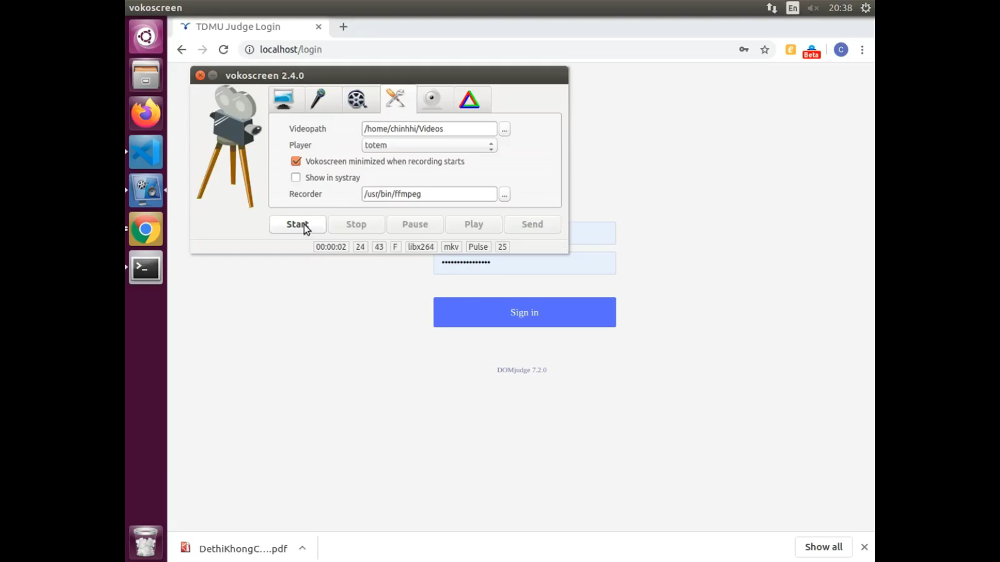 vokoscreen
En
20:38
TDMU Judge Login
localhost/login
Beta
C
vokoscreen 2.4.0
Videopath /home/chinhhi/Videos ...
Player totem
Vokoscreen minimized when recording starts
Show in systray
Recorder /usr/bin/ffmpeg ...
Start Stop Pause Play Send
00:00:02 24 43 F libx264 mkv Pulse 25
••••••••••••••••
Sign in
DOMjudge 7.2.0
DethiKhongC....pdf
Show all